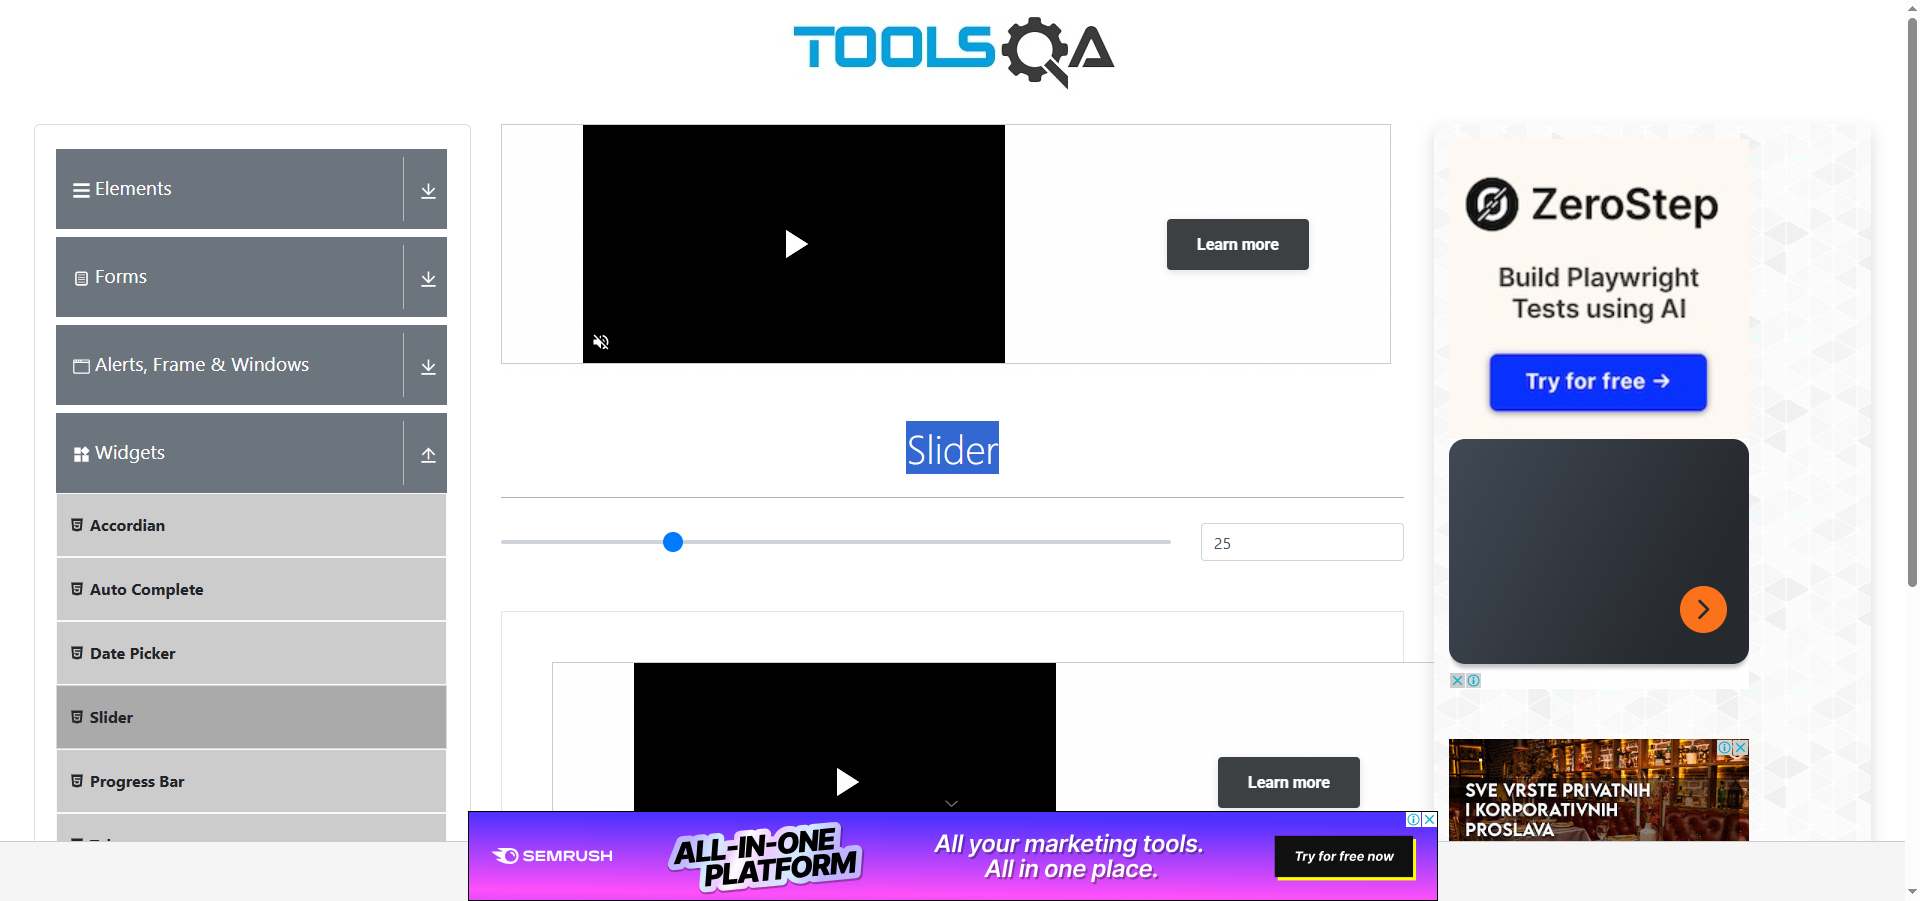 TOOLSQA
Elements
Forms
Alerts, Frame & Windows
Widgets
Accordian
Auto Complete
Date Picker
Slider
Progress Bar
Learn more
Slider
25
Learn more
ZeroStep
Build Playwright
Tests using AI
Try for free →
SVE VRSTE PRIVATNIH
I KORPORATIVNIH
PROSLAVA
SEMRUSH
ALL-IN-ONE
PLATFORM
All your marketing tools.
All in one place.
Try for free now